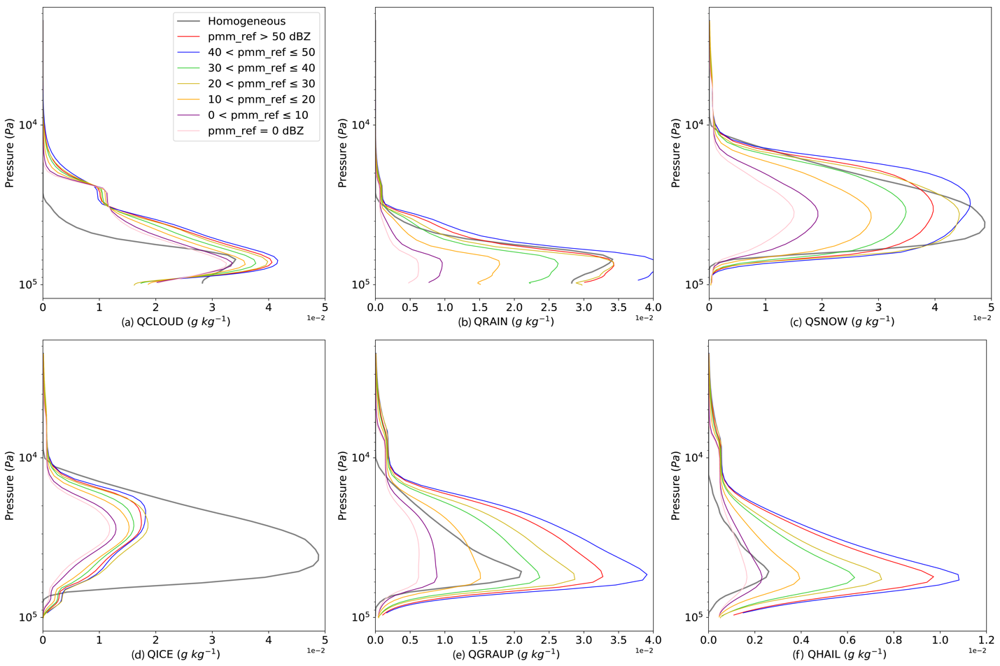 Homogeneous
pmm_ref > 50 dBZ
40 < pmm_ref ≤ 50
30 < pmm_ref ≤ 40
20 < pmm_ref ≤ 30
10 < pmm_ref ≤ 20
0 < pmm_ref ≤ 10
pmm_ref = 0 dBZ
Pressure (Pa)
10⁴
10⁵
0 1 2 3 4 5
1e-2
(a) QCLOUD (g kg⁻¹)
Pressure (Pa)
10⁴
10⁵
0.0 0.5 1.0 1.5 2.0 2.5 3.0 3.5 4.0
1e-2
(b) QRAIN (g kg⁻¹)
Pressure (Pa)
10⁴
10⁵
0 1 2 3 4 5
1e-2
(c) QSNOW (g kg⁻¹)
Pressure (Pa)
10⁴
10⁵
0 1 2 3 4 5
1e-2
(d) QICE (g kg⁻¹)
Pressure (Pa)
10⁴
10⁵
0.0 0.5 1.0 1.5 2.0 2.5 3.0 3.5 4.0
1e-2
(e) QGRAUP (g kg⁻¹)
Pressure (Pa)
10⁴
10⁵
0.0 0.2 0.4 0.6 0.8 1.0 1.2
1e-2
(f) QHAIL (g kg⁻¹)